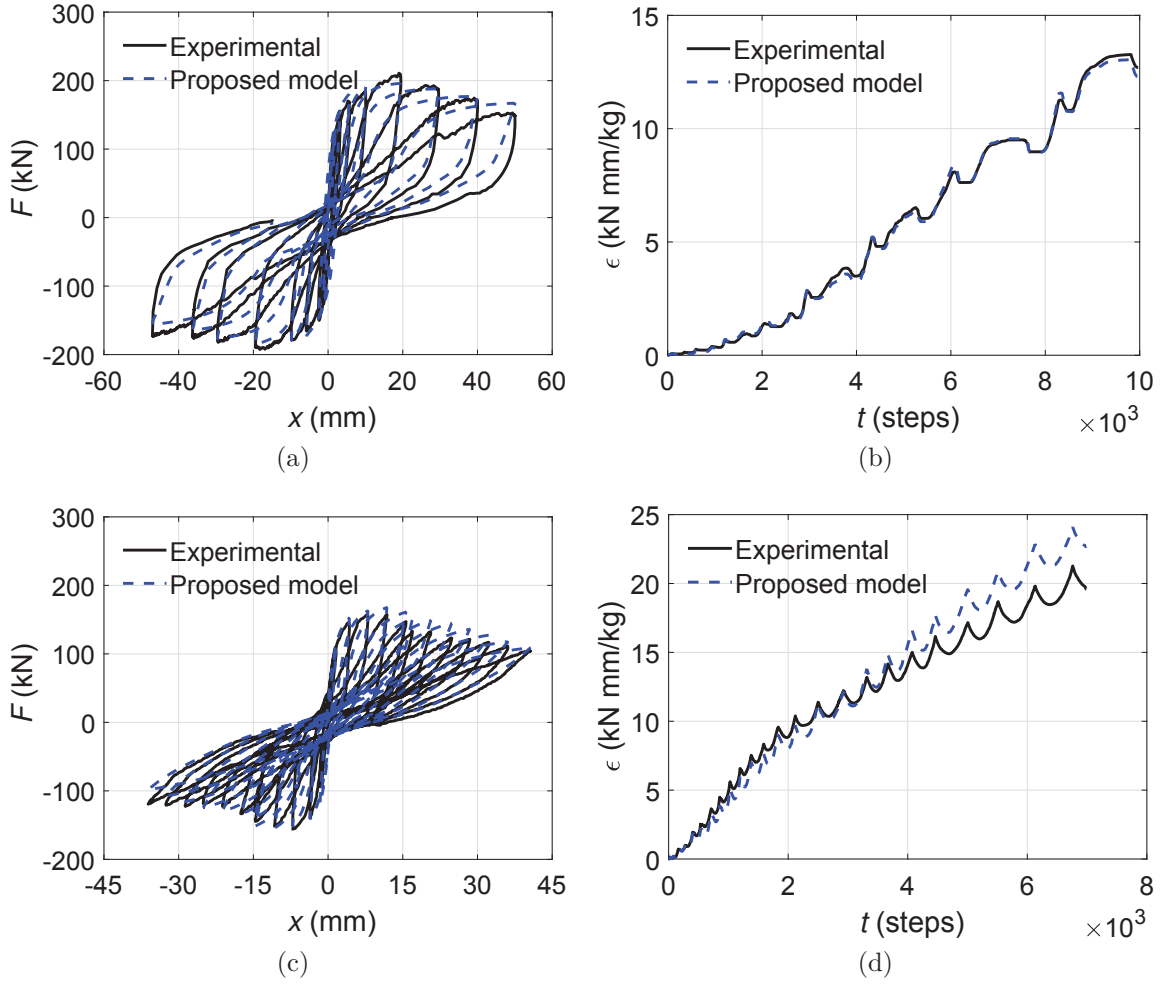 300
200
100
0
-100
-200
F (kN)
Experimental
Proposed model
-60 -40 -20 0 20 40 60
x (mm)
(a)
15
10
5
0
ϵ (kN mm/kg)
Experimental
Proposed model
0 2 4 6 8 10
t (steps) ×10³
(b)
300
200
100
0
-100
-200
F (kN)
Experimental
Proposed model
-45 -30 -15 0 15 30 45
x (mm)
(c)
25
20
15
10
5
0
ϵ (kN mm/kg)
Experimental
Proposed model
0 2 4 6 8
t (steps) ×10³
(d)